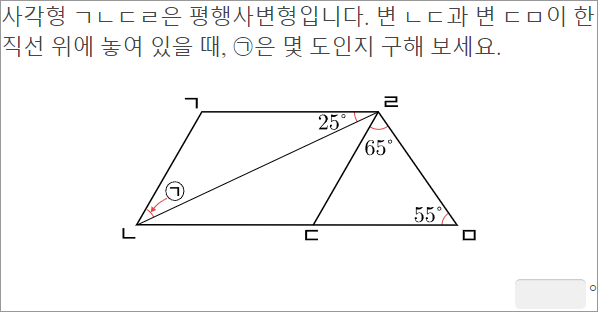 사각형 ㄱㄴㄷㄹ은 평행사변형입니다. 변 ㄴㄷ과 변 ㄷㅁ이 한
직선 위에 놓여 있을 때, ㉠은 몇 도인지 구해 보세요.
ㄱ
ㄹ
25°
65°
㉠
55°
ㄴ
ㄷ
ㅁ
°